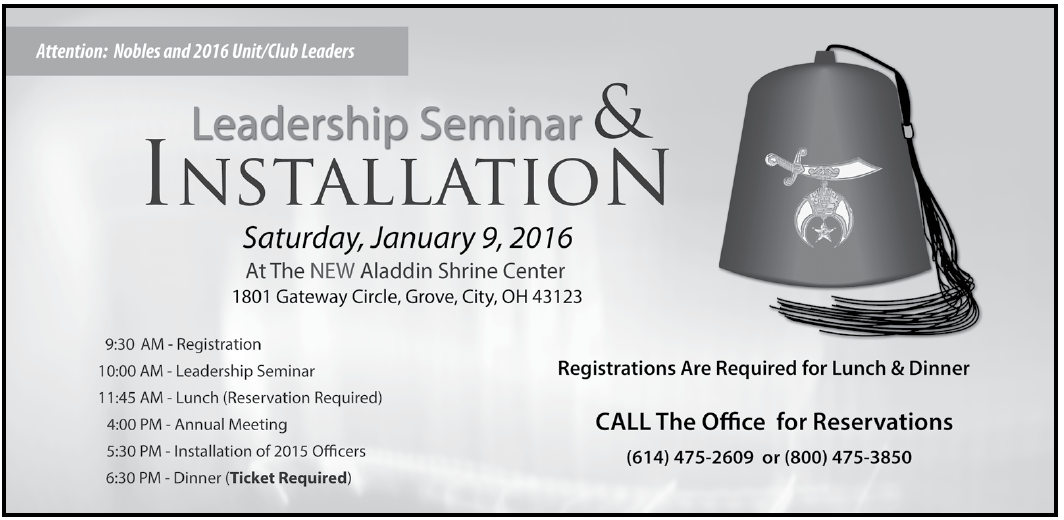 Attention: Nobles and 2016 Unit/Club Leaders
Leadership Seminar &
INSTALLATION
Saturday, January 9, 2016
At The NEW Aladdin Shrine Center
1801 Gateway Circle, Grove, City, OH 43123
9:30 AM - Registration
10:00 AM - Leadership Seminar
11:45 AM - Lunch (Reservation Required)
4:00 PM - Annual Meeting
5:30 PM - Installation of 2015 Officers
6:30 PM - Dinner (Ticket Required)
Registrations Are Required for Lunch & Dinner
CALL The Office for Reservations
(614) 475-2609 or (800) 475-3850